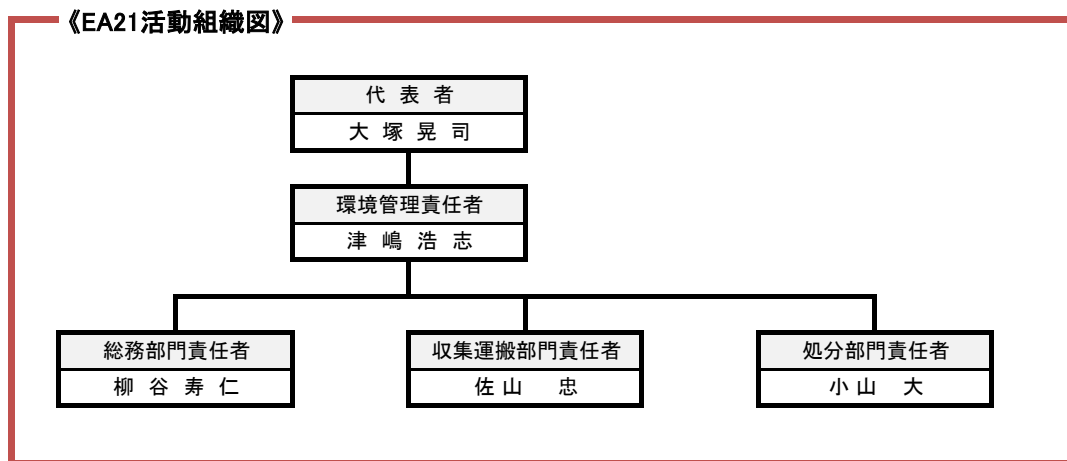 《EA21活動組織図》
代 表 者
大 塚 晃 司
環境管理責任者
津 嶋 浩 志
総務部門責任者
柳 谷 寿 仁
収集運搬部門責任者
佐 山　忠
処分部門責任者
小 山　大